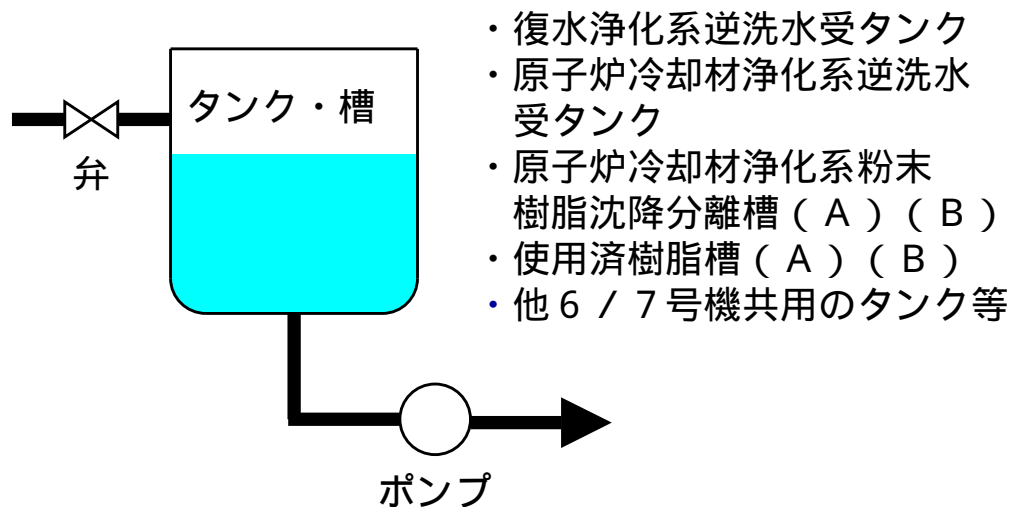 タンク・槽
弁
ポンプ
・復水浄化系逆洗水受タンク
・原子炉冷却材浄化系逆洗水
受タンク
・原子炉冷却材浄化系粉末
樹脂沈降分離槽（Ａ）（Ｂ）
・使用済樹脂槽（Ａ）（Ｂ）
・他６／７号機共用のタンク等